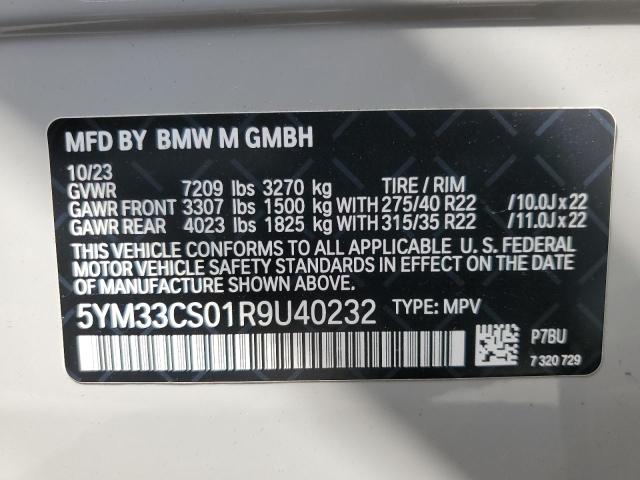 MFD BY BMW M GMBH
10/23
GVWR 7209 lbs 3270 kg TIRE / RIM
GAWR FRONT 3307 lbs 1500 kg WITH 275/40 R22 /10.0J x 22
GAWR REAR 4023 lbs 1825 kg WITH 315/35 R22 /11.0J x 22
THIS VEHICLE CONFORMS TO ALL APPLICABLE U. S. FEDERAL
MOTOR VEHICLE SAFETY STANDARDS IN EFFECT ON THE DATE
OF MANUFACTURE SHOWN ABOVE.
5YM33CS01R9U40232 TYPE: MPV
P7BU
7 320 729